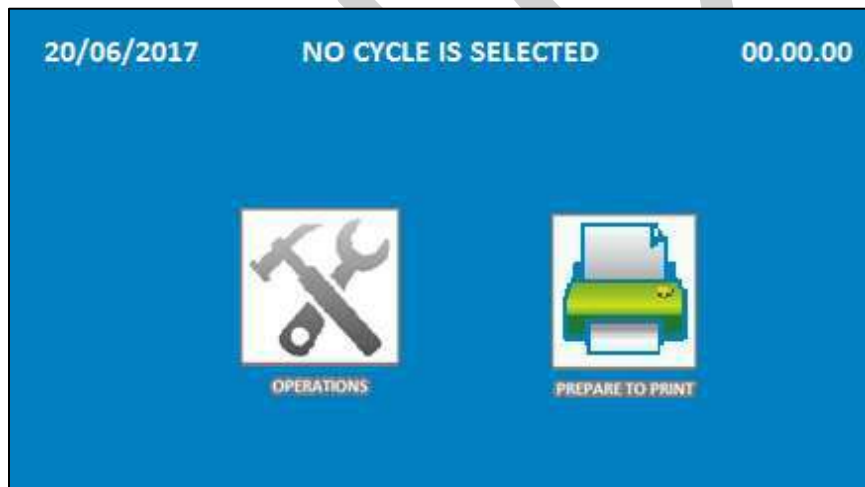 20/06/2017 NO CYCLE IS SELECTED 00.00.00
OPERATIONS PREPARE TO PRINT